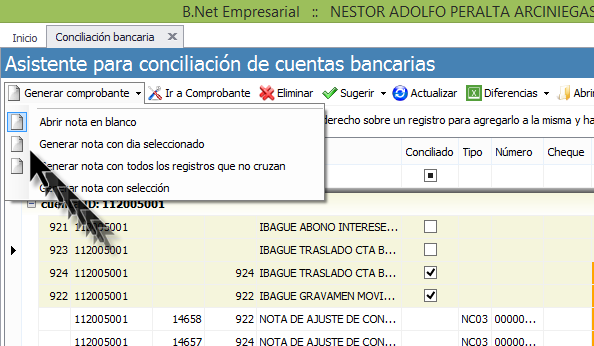 B.Net Empresarial :: NESTOR ADOLFO PERALTA ARCINIEGAS
Inicio Conciliación bancaria
Asistente para conciliación de cuentas bancarias
Generar comprobante Ir a Comprobante Eliminar Sugerir Actualizar Diferencias Abri
Abrir nota en blanco
derecho sobre un registro para agregarlo a la misma y ha
Generar nota con dia seleccionado
Conciliado Tipo Número Cheque
Generar nota con todos los registros que no cruzan
Generar nota con selección
ID: 112005001
921 112005001 IBAGUE ABONO INTERESE...
923 112005001 IBAGUE TRASLADO CTA B...
924 112005001 924 IBAGUE TRASLADO CTA B...
922 112005001 922 IBAGUE GRAVAMEN MOVI...
112005001 14658 922 NOTA DE AJUSTE DE CON... NC03 00000...
112005001 14657 924 NOTA DE AJUSTE DE CON... NC03 00000...